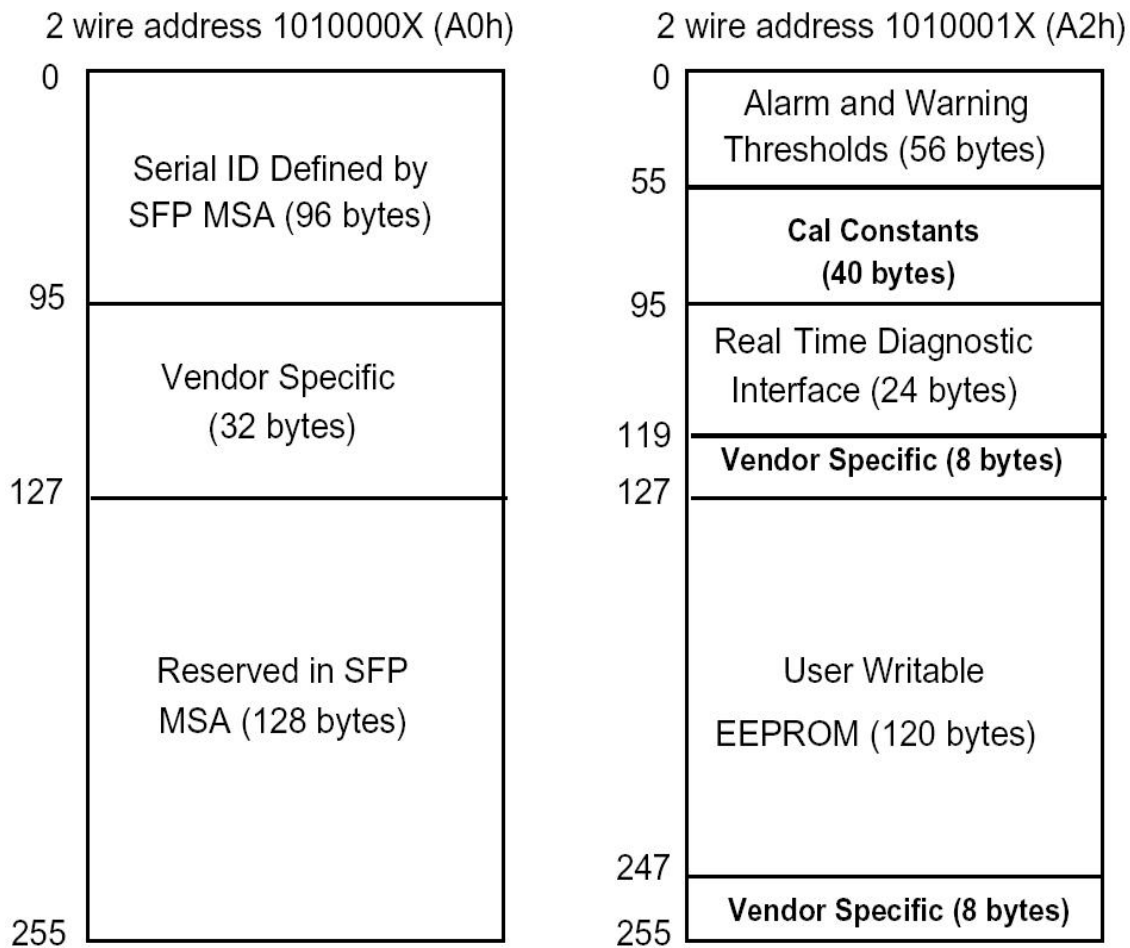 2 wire address 1010000X (A0h)
0
Serial ID Defined by
SFP MSA (96 bytes)
95
Vendor Specific
(32 bytes)
127
Reserved in SFP
MSA (128 bytes)
255
2 wire address 1010001X (A2h)
0
Alarm and Warning
Thresholds (56 bytes)
55
Cal Constants
(40 bytes)
95
Real Time Diagnostic
Interface (24 bytes)
119
Vendor Specific (8 bytes)
127
User Writable
EEPROM (120 bytes)
247
Vendor Specific (8 bytes)
255